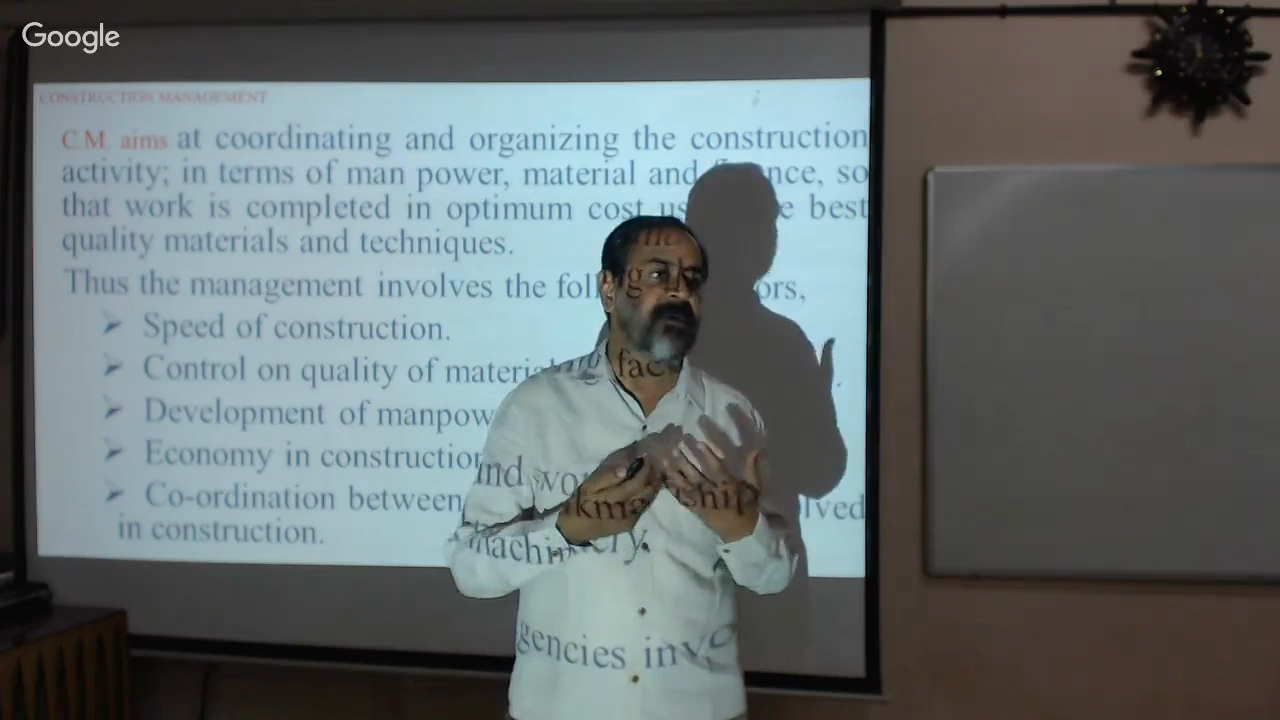 Google
CONSTRUCTION MANAGEMENT
C.M. aims at coordinating and organizing the construction
activity; in terms of man power, material and finance, so
that work is completed in optimum cost using the best
quality materials and techniques.
Thus the management involves the following factors,
Speed of construction.
Control on quality of material and workmanship.
Development of manpower machinery
Economy in construction
Co-ordination between agencies involved
in construction.